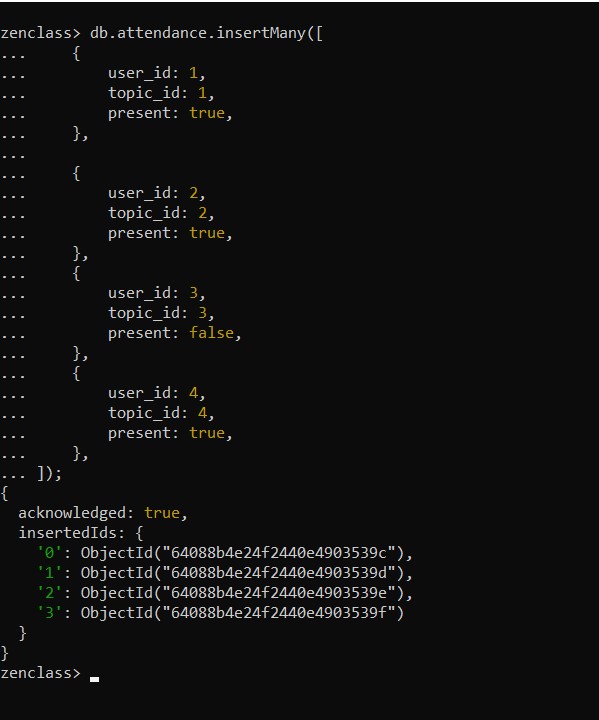 zenclass> db.attendance.insertMany([
...     {
...         user_id: 1,
...         topic_id: 1,
...         present: true,
...     },
...
...     {
...         user_id: 2,
...         topic_id: 2,
...         present: true,
...     },
...     {
...         user_id: 3,
...         topic_id: 3,
...         present: false,
...     },
...     {
...         user_id: 4,
...         topic_id: 4,
...         present: true,
...     },
... ]);
{
  acknowledged: true,
  insertedIds: {
    '0': ObjectId("64088b4e24f2440e4903539c"),
    '1': ObjectId("64088b4e24f2440e4903539d"),
    '2': ObjectId("64088b4e24f2440e4903539e"),
    '3': ObjectId("64088b4e24f2440e4903539f")
  }
}
zenclass>